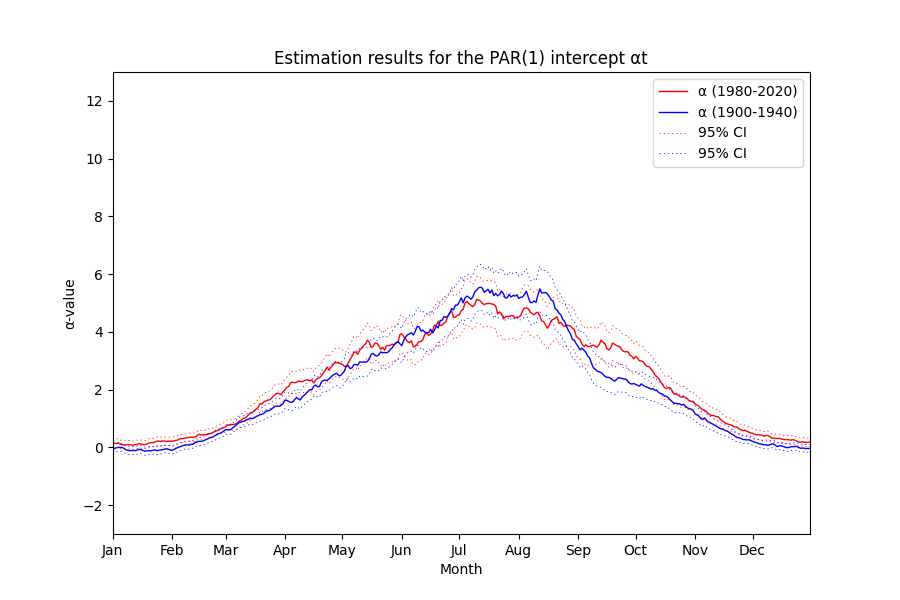 Estimation results for the PAR(1) intercept αt
α (1980-2020)
α (1900-1940)
95% CI
95% CI
12
10
8
6
4
2
0
−2
α-value
Jan Feb Mar Apr May Jun Jul Aug Sep Oct Nov Dec
Month